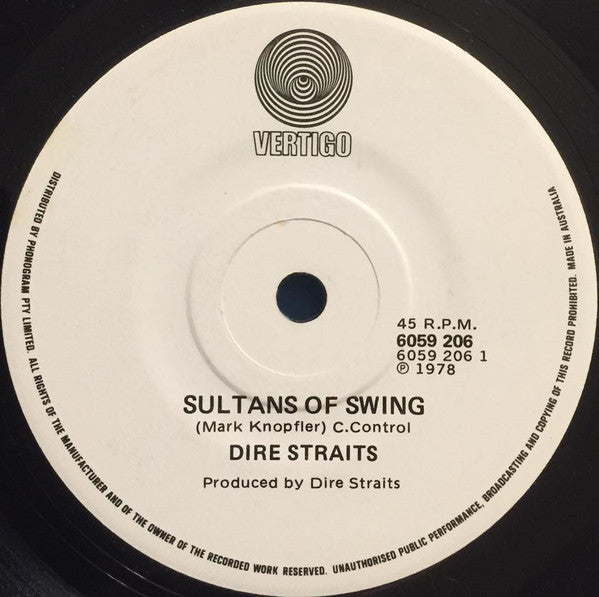 VERTIGO
45 R.P.M.
6059 206
6059 206 1
Ⓟ 1978
SULTANS OF SWING
(Mark Knopfler) C.Control
DIRE STRAITS
Produced by Dire Straits
DISTRIBUTED BY PHONOGRAM PTY LIMITED. ALL RIGHTS OF THE MANUFACTURER AND OF THE OWNER OF THE RECORDED WORK RESERVED. UNAUTHORISED PUBLIC PERFORMANCE, BROADCASTING AND COPYING OF THIS RECORD PROHIBITED. MADE IN AUSTRALIA